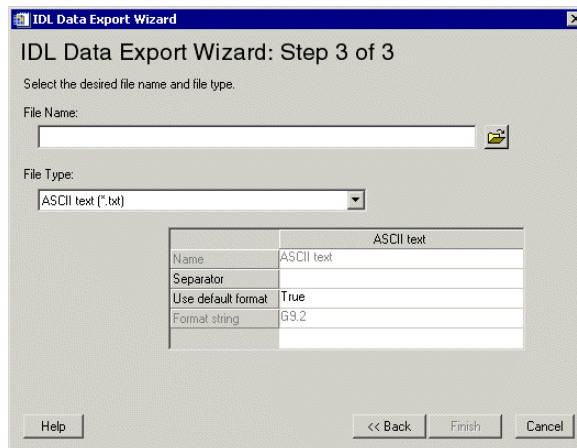 IDL Data Export Wizard
IDL Data Export Wizard: Step 3 of 3
Select the desired file name and file type.
File Name:
File Type:
ASCII text (*.txt)
ASCII text
Name ASCII text
Separator
Use default format True
Format string G9.2
Help << Back Finish Cancel